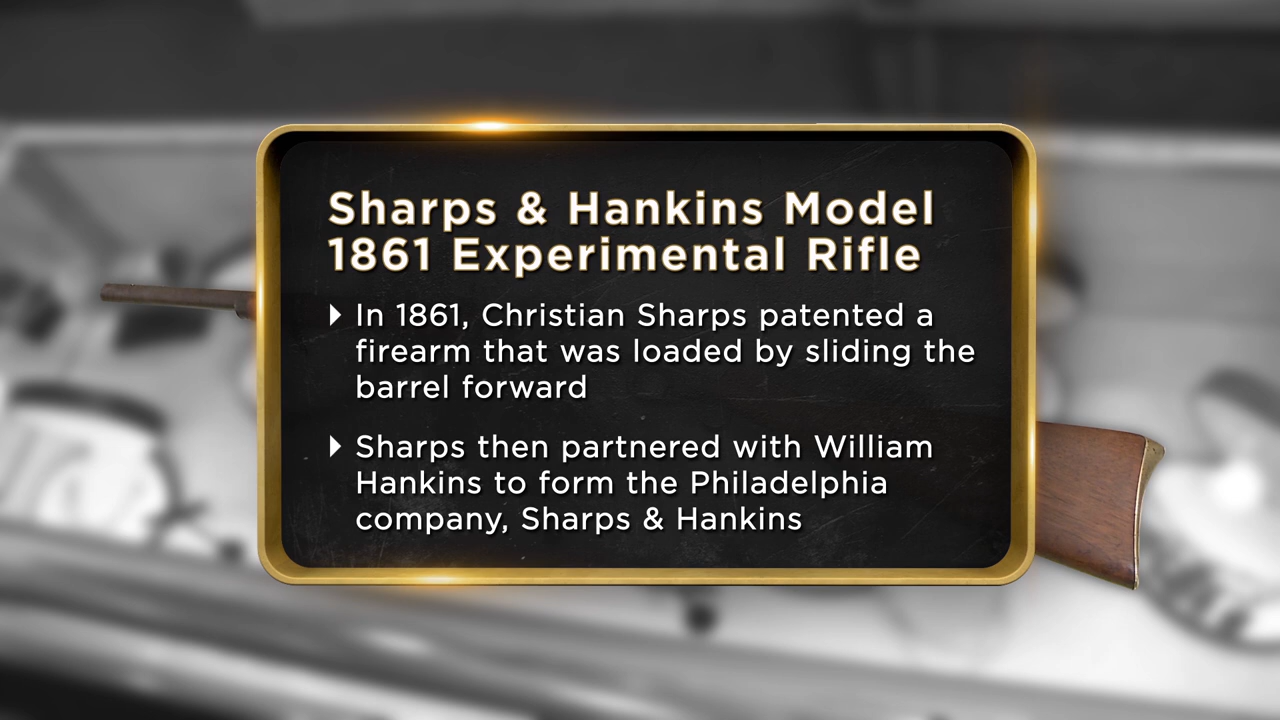 Sharps & Hankins Model
1861 Experimental Rifle
In 1861, Christian Sharps patented a
firearm that was loaded by sliding the
barrel forward
Sharps then partnered with William
Hankins to form the Philadelphia
company, Sharps & Hankins